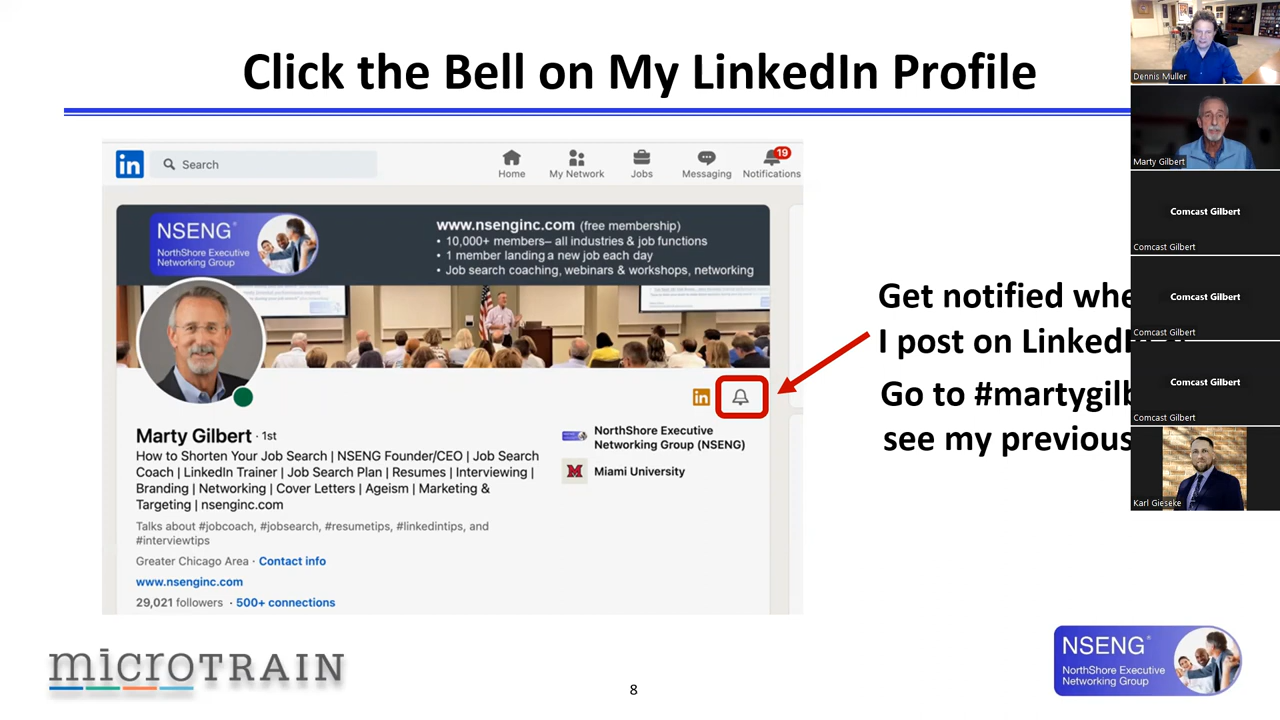 Click the Bell on My LinkedIn Profile
in
Search
Home
My Network
Jobs
Messaging
19
Notifications
NSENG®
NorthShore Executive
Networking Group
www.nsenginc.com (free membership)
• 10,000+ members– all industries & job functions
• 1 member landing a new job each day
• Job search coaching, webinars & workshops, networking
in
Marty Gilbert · 1st
How to Shorten Your Job Search | NSENG Founder/CEO | Job Search
Coach | LinkedIn Trainer | Job Search Plan | Resumes | Interviewing |
Branding | Networking | Cover Letters | Ageism | Marketing &
Targeting | nsenginc.com
Talks about #jobcoach, #jobsearch, #resumetips, #linkedintips, and
#interviewtips
Greater Chicago Area · Contact info
www.nsenginc.com
29,021 followers · 500+ connections
NorthShore Executive
Networking Group (NSENG)
M
Miami University
Get notified whe
I post on LinkedI
Go to #martygilb
see my previous
Dennis Muller
Marty Gilbert
Comcast Gilbert
Comcast Gilbert
Comcast Gilbert
Comcast Gilbert
Comcast Gilbert
Comcast Gilbert
Karl Gieseke
microTRAIN
8
NSENG®
NorthShore Executive
Networking Group